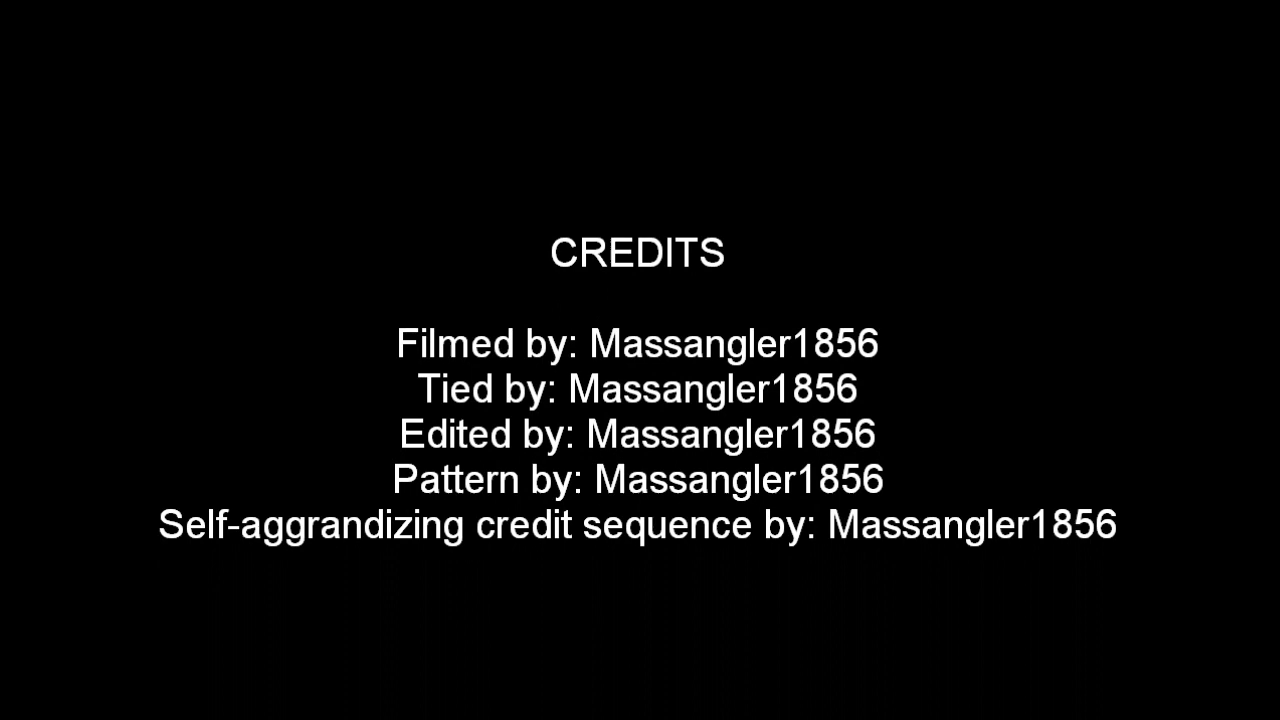 CREDITS
Filmed by: Massangler1856
Tied by: Massangler1856
Edited by: Massangler1856
Pattern by: Massangler1856
Self-aggrandizing credit sequence by: Massangler1856